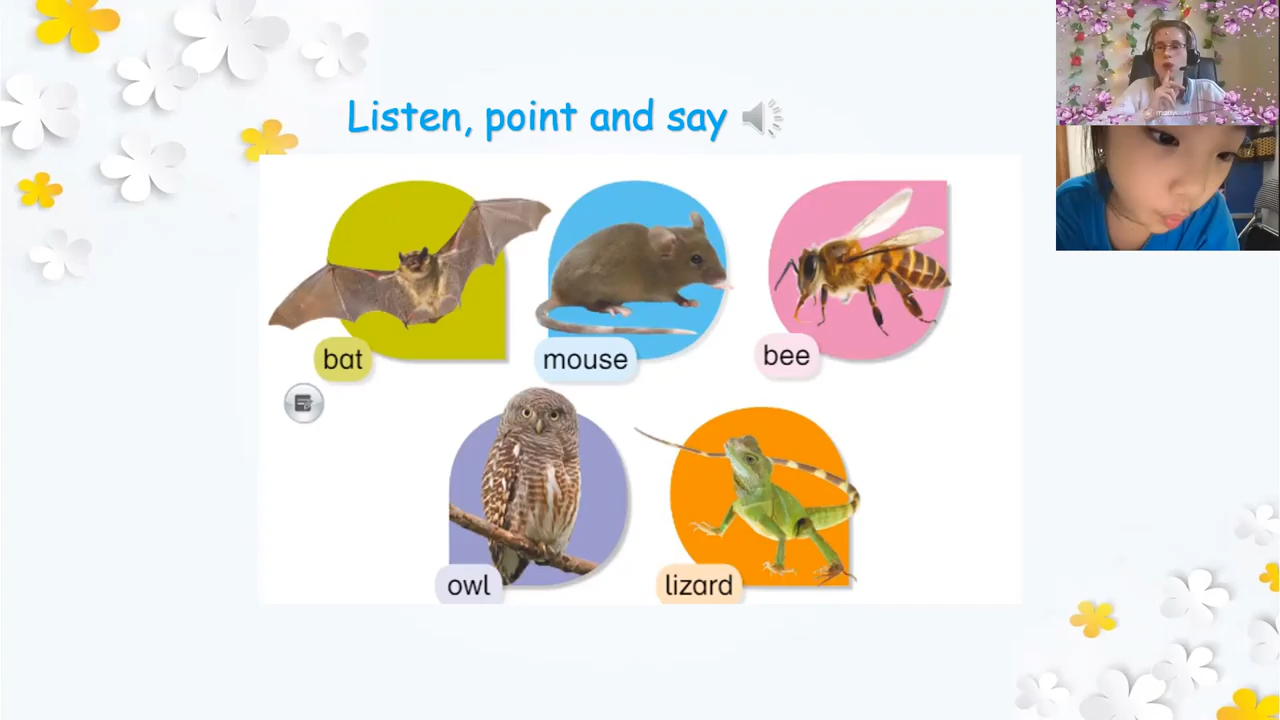 Listen, point and say
bat
mouse
bee
owl
lizard